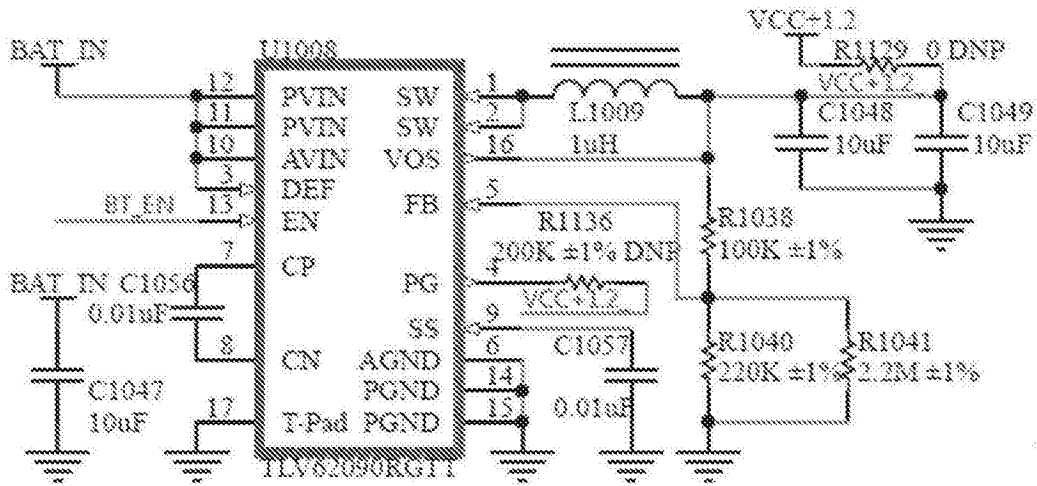 VCC+1.2
BAT_IN
U1008
R1129 0 DNP
VCC+1.2
12 PVIN SW 1
L1009
C1048
C1049
11 PVIN SW 2
1uH
10uF
10uF
10 AVIN VOS 16
3 DEF
BT_EN
13 EN FB 5
R1136
R1038
200K ±1% DNP
100K ±1%
7 CP PG 4
BAT_IN
C1056
VCC+1.2
0.01uF
SS 9
8 CN AGND 6
C1057
R1040
R1041
220K ±1%
2.2M ±1%
C1047
PGND 14
0.01uF
10uF
17 T-Pad PGND 15
TLV62090RGTT